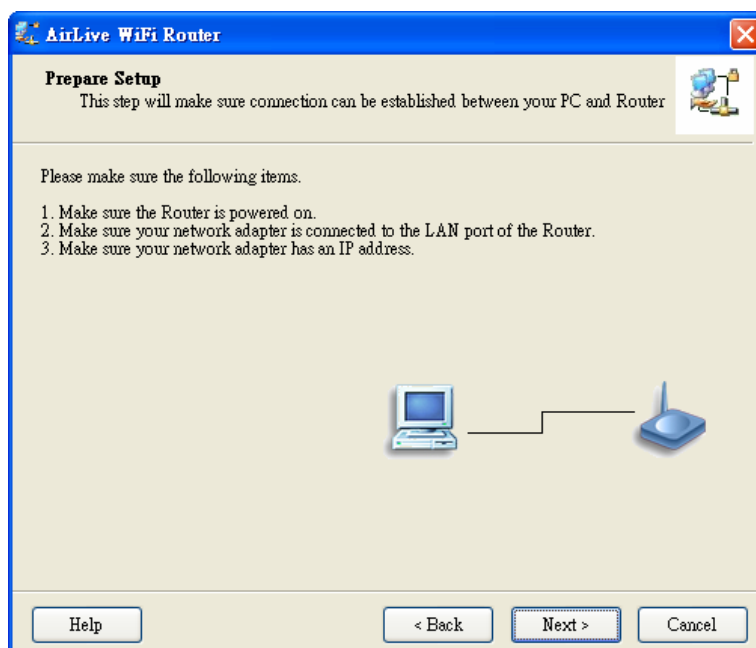 AirLive WiFi Router
Prepare Setup
This step will make sure connection can be established between your PC and Router
Please make sure the following items.
1. Make sure the Router is powered on.
2. Make sure your network adapter is connected to the LAN port of the Router.
3. Make sure your network adapter has an IP address.
Help
< Back
Next >
Cancel